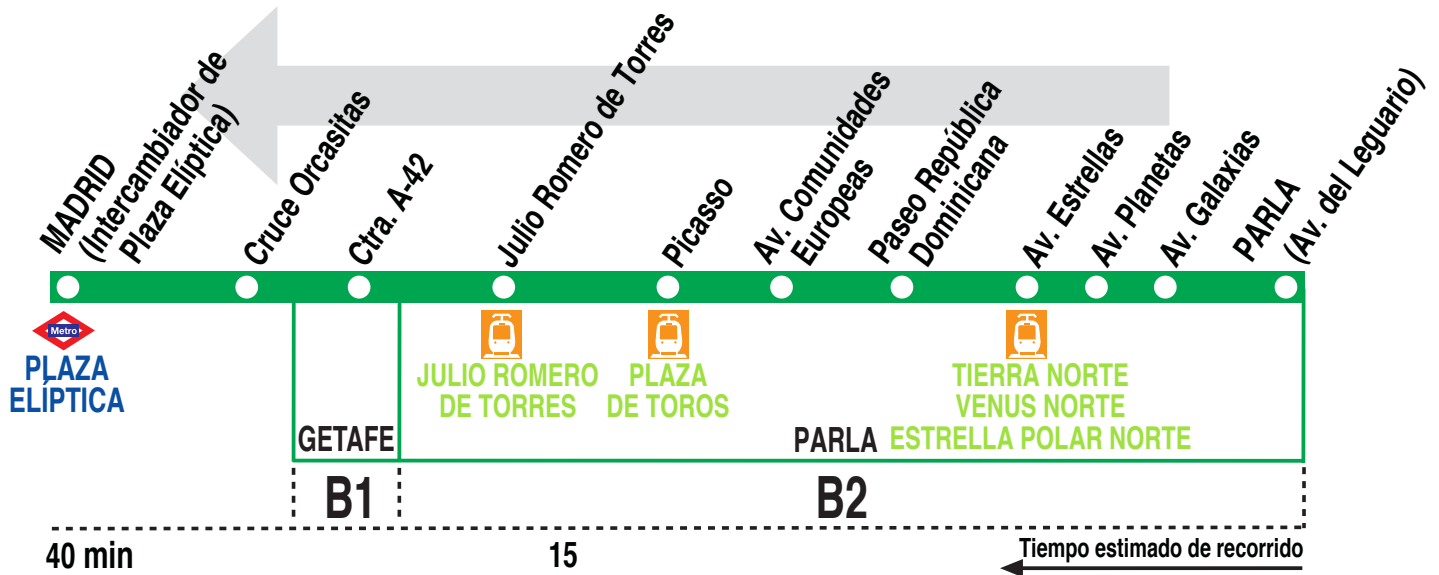 MADRID
(Intercambiador de
Plaza Elíptica)
Cruce Orcasitas
Ctra. A-42
Julio Romero de Torres
Picasso
Av. Comunidades
Europeas
Paseo República
Dominicana
Av. Estrellas
Av. Planetas
Av. Galaxias
PARLA
(Av. del Leguario)
Metro
PLAZA
ELÍPTICA
JULIO ROMERO
DE TORRES
PLAZA
DE TOROS
TIERRA NORTE
VENUS NORTE
ESTRELLA POLAR NORTE
GETAFE
PARLA
B1
B2
40 min
15
Tiempo estimado de recorrido